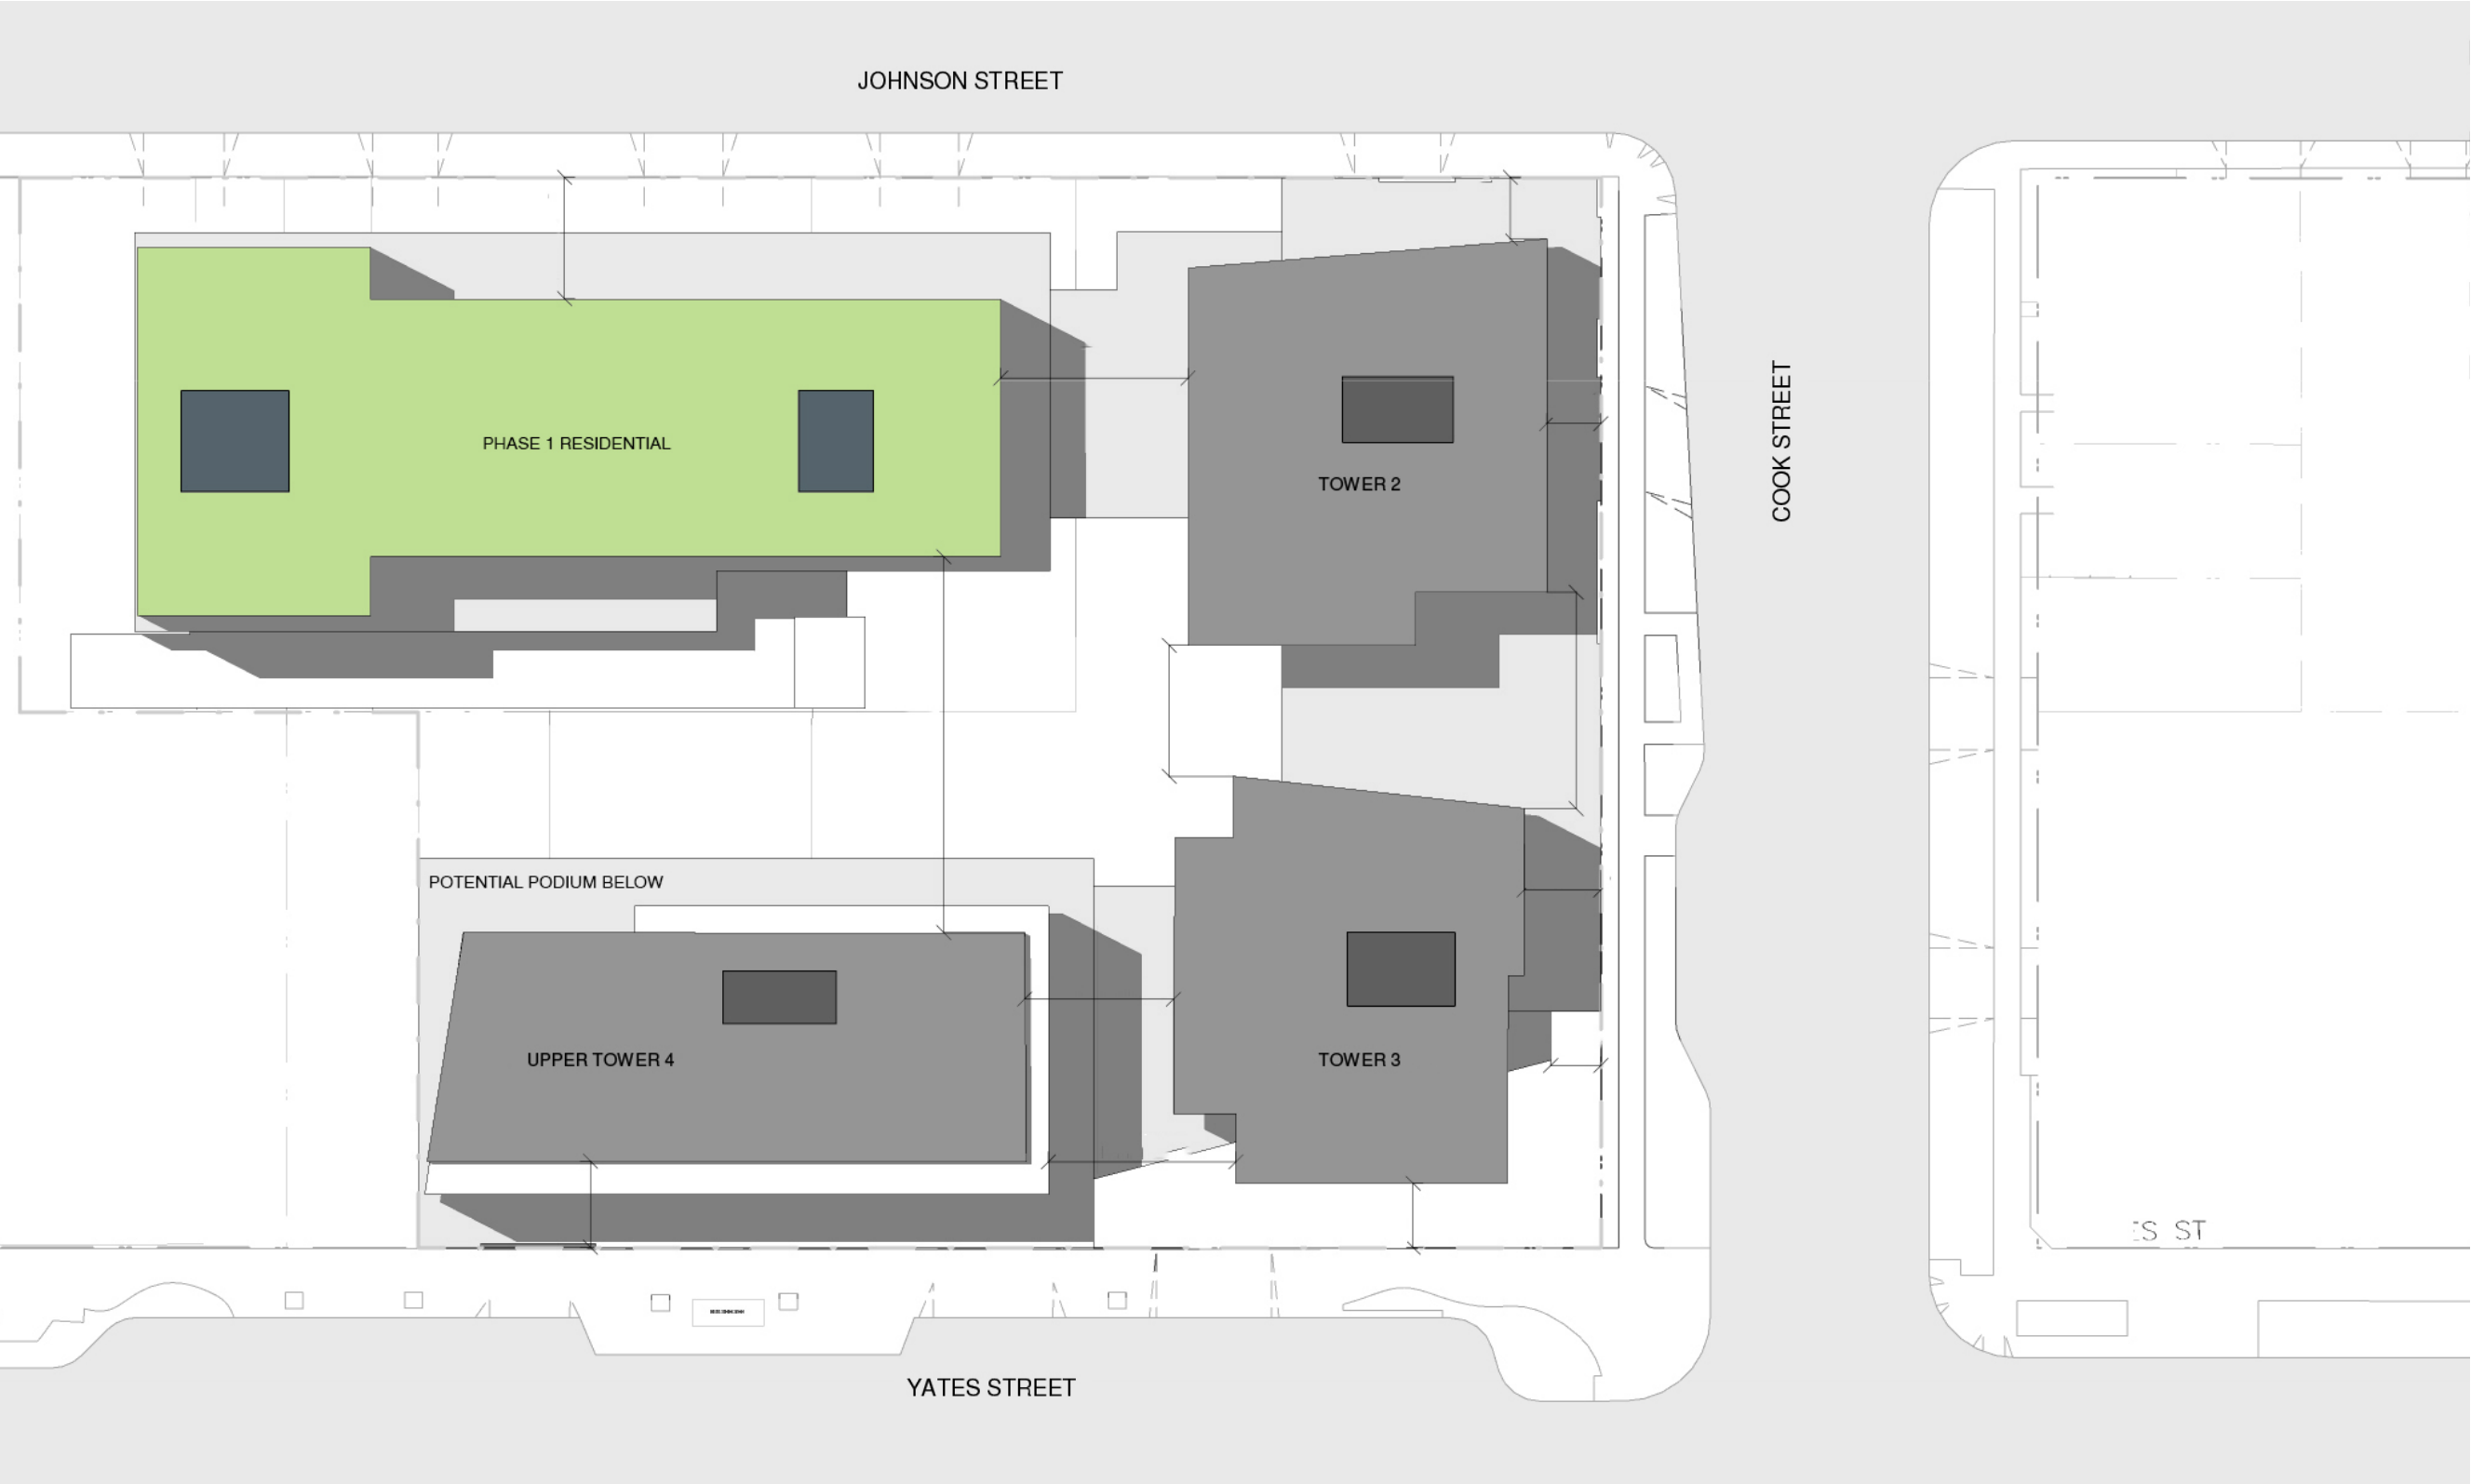 JOHNSON STREET
COOK STREET
PHASE 1 RESIDENTIAL
TOWER 2
POTENTIAL PODIUM BELOW
UPPER TOWER 4
TOWER 3
ST
YATES STREET